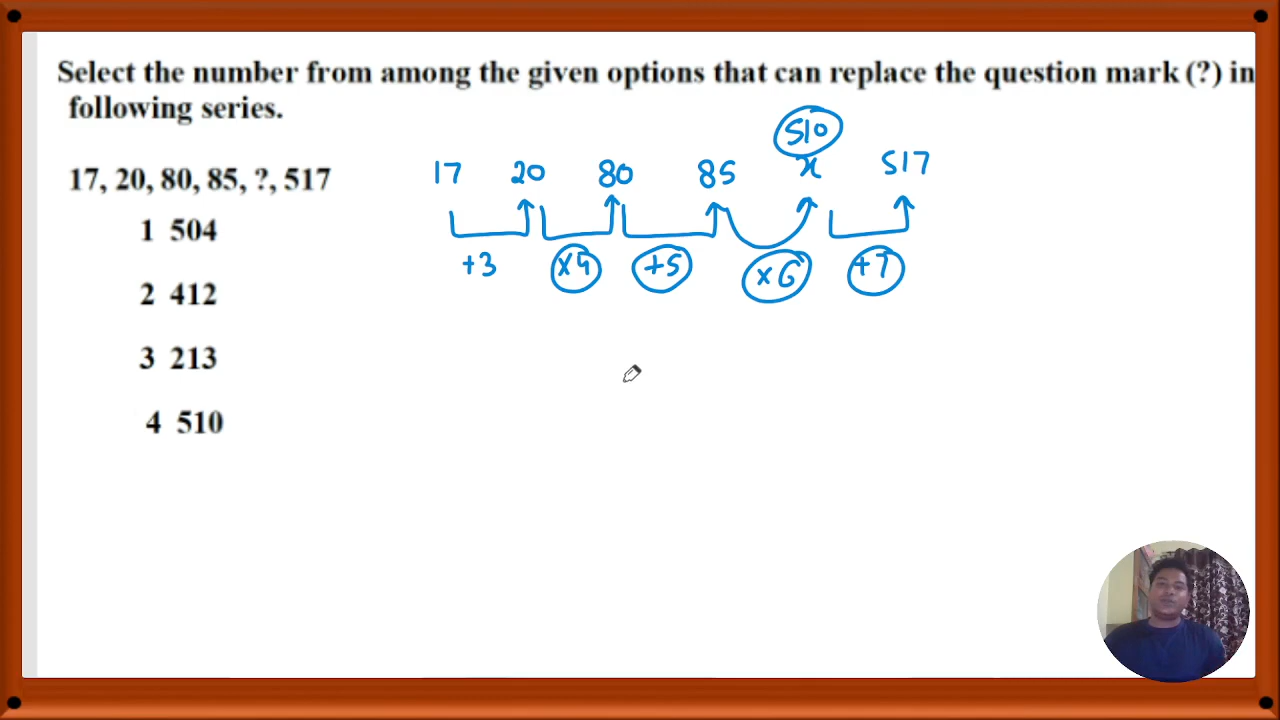 Select the number from among the given options that can replace the question mark (?) in
following series.
510
17 20 80 85 x 517
17, 20, 80, 85, ?, 517
+3 ×4 +5 ×6 +7
1 504
2 412
3 213
4 510